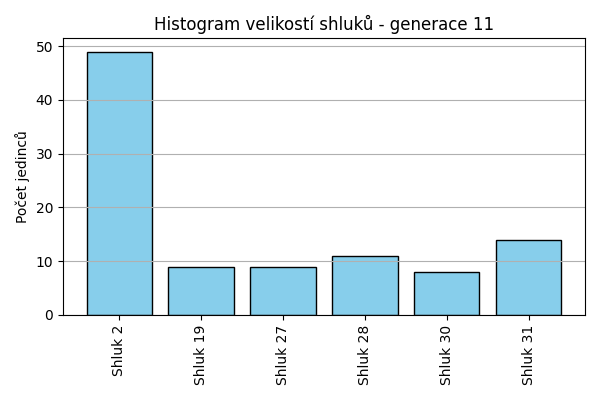 Histogram velikostí shluků - generace 11
Počet jedinců
50
40
30
20
10
0
Shluk 2
Shluk 19
Shluk 27
Shluk 28
Shluk 30
Shluk 31